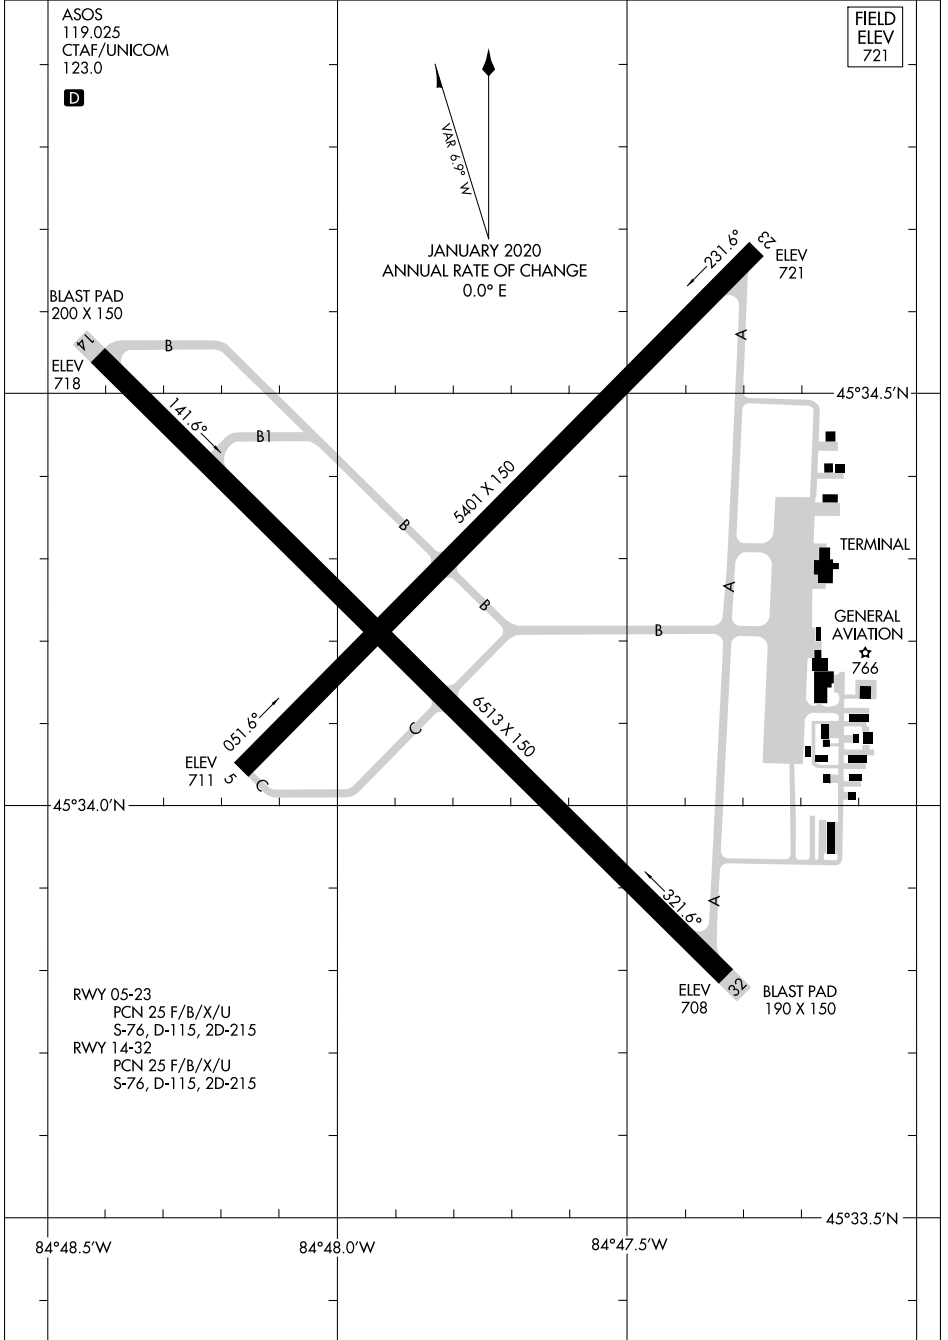 ASOS
119.025
CTAF/UNICOM
123.0
D
FIELD
ELEV
721
VAR 6.9° W
JANUARY 2020
ANNUAL RATE OF CHANGE
0.0° E
231.6°
23
ELEV
721
BLAST PAD
200 X 150
14
ELEV
718
B
A
45°34.5'N
141.6°
B1
5401 X 150
B
TERMINAL
A
B
B
GENERAL
AVIATION
766
6513 X 150
C
051.6°
ELEV
711
5
C
45°34.0'N
321.6°
A
32
ELEV
708
BLAST PAD
190 X 150
RWY 05-23
PCN 25 F/B/X/U
S-76, D-115, 2D-215
RWY 14-32
PCN 25 F/B/X/U
S-76, D-115, 2D-215
45°33.5'N
84°48.5'W
84°48.0'W
84°47.5'W